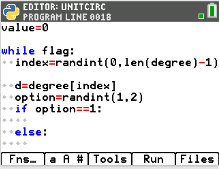 EDITOR: UNITCIRC
PROGRAM LINE 0018
value=0
while flag:
index=randint(0,len(degree)-1)
d=degree[index]
option=randint(1,2)
if option==1:
else:
Fns… a A # Tools Run Files